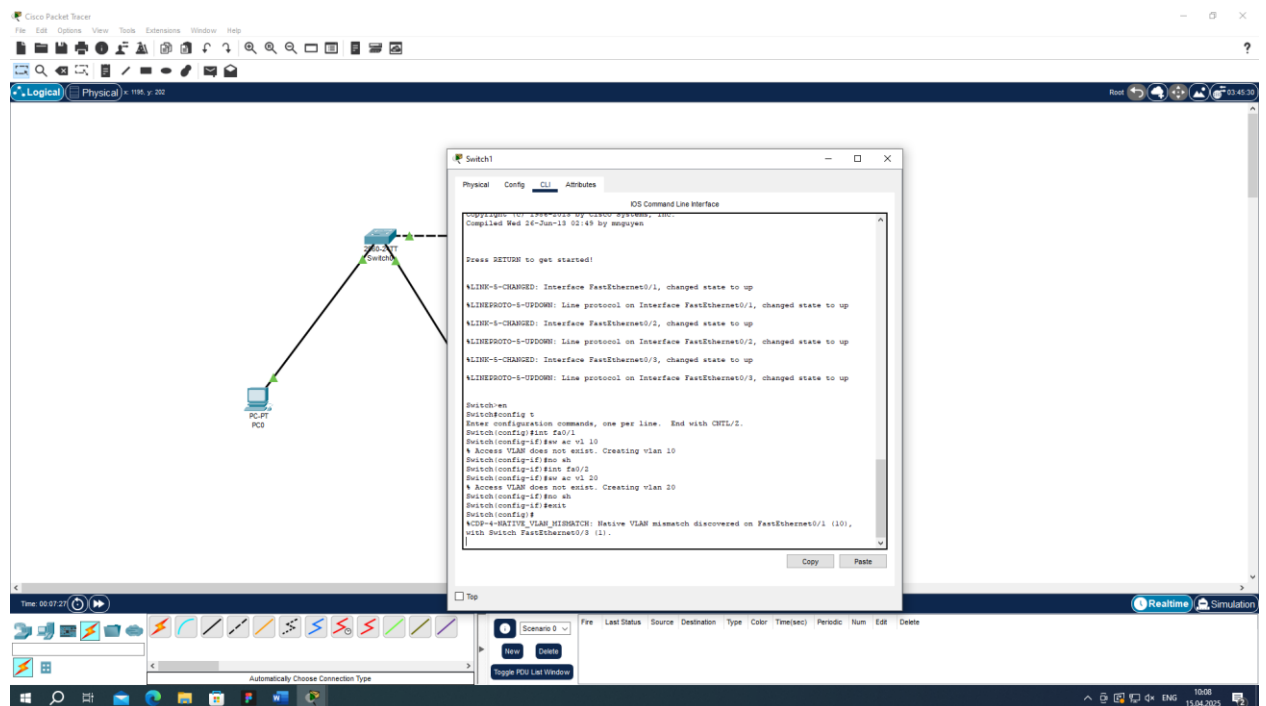 Cisco Packet Tracer
File Edit Options View Tools Extensions Window Help
?
Logical Physical x: 1195, y: 202
Root 03:45:30
Switch1
Physical Config CLI Attributes
IOS Command Line Interface
Copyright (c) 1986-2013 by Cisco Systems, Inc.
Compiled Wed 26-Jun-13 02:49 by mnguyen
Press RETURN to get started!
%LINK-5-CHANGED: Interface FastEthernet0/1, changed state to up
%LINEPROTO-5-UPDOWN: Line protocol on Interface FastEthernet0/1, changed state to up
%LINK-5-CHANGED: Interface FastEthernet0/2, changed state to up
%LINEPROTO-5-UPDOWN: Line protocol on Interface FastEthernet0/2, changed state to up
%LINK-5-CHANGED: Interface FastEthernet0/3, changed state to up
%LINEPROTO-5-UPDOWN: Line protocol on Interface FastEthernet0/3, changed state to up
Switch>en
Switch#config t
Enter configuration commands, one per line. End with CNTL/Z.
Switch(config)#int fa0/1
Switch(config-if)#sw ac vl 10
% Access VLAN does not exist. Creating vlan 10
Switch(config-if)#no sh
Switch(config-if)#int fa0/2
Switch(config-if)#sw ac vl 20
% Access VLAN does not exist. Creating vlan 20
Switch(config-if)#no sh
Switch(config-if)#exit
Switch(config)#
%CDP-4-NATIVE_VLAN_MISMATCH: Native VLAN mismatch discovered on FastEthernet0/1 (10),
with Switch FastEthernet0/3 (1).
Copy Paste
Top
Switch0
PC-PT
PC0
Time: 00:07:27
Realtime Simulation
Scenario 0
New Delete
Toggle PDU List Window
Fire Last Status Source Destination Type Color Time(sec) Periodic Num Edit Delete
Automatically Choose Connection Type
ENG
10:08
15.04.2025